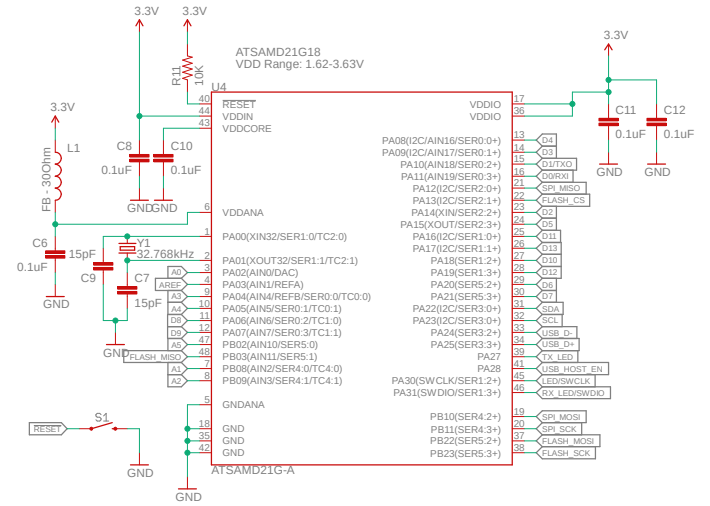 3.3V
3.3V
3.3V
3.3V
ATSAMD21G18
VDD Range: 1.62-3.63V
R11
10K
U4
40 RESET
44 VDDIN
43 VDDCORE
6 VDDANA
1 PA00(XIN32/SER1:0/TC2:0)
2 PA01(XOUT32/SER1:1/TC2:1)
A0 3 PA02(AIN0/DAC)
AREF 4 PA03(AIN1/REFA)
A3 9 PA04(AIN4/REFB/SER0:0/TC0:0)
A4 10 PA05(AIN5/SER0:1/TC0:1)
D8 11 PA06(AIN6/SER0:2/TC1:0)
D9 12 PA07(AIN7/SER0:3/TC1:1)
A5 47 PB02(AIN10/SER5:0)
FLASH_MISO 48 PB03(AIN11/SER5:1)
A1 7 PB08(AIN2/SER4:0/TC4:0)
A2 8 PB09(AIN3/SER4:1/TC4:1)
5 GNDANA
18 GND
35 GND
42 GND
VDDIO 17
VDDIO 36
PA08(I2C/AIN16/SER0:0+) 13 D4
PA09(I2C/AIN17/SER0:1+) 14 D3
PA10(AIN18/SER0:2+) 15 D1/TXO
PA11(AIN19/SER0:3+) 16 D0/RXI
PA12(I2C/SER2:0+) 21 SPI_MISO
PA13(I2C/SER2:1+) 22 FLASH_CS
PA14(XIN/SER2:2+) 23 D2
PA15(XOUT/SER2:3+) 24 D5
PA16(I2C/SER1:0+) 25 D11
PA17(I2C/SER1:1+) 26 D13
PA18(SER1:2+) 27 D10
PA19(SER1:3+) 28 D12
PA20(SER5:2+) 29 D6
PA21(SER5:3+) 30 D7
PA22(I2C/SER3:0+) 31 SDA
PA23(I2C/SER3:0+) 32 SCL
PA24(SER3:2+) 33 USB_D-
PA25(SER3:3+) 34 USB_D+
PA27 39 TX_LED
PA28 41 USB_HOST_EN
PA30(SWCLK/SER1:2+) 45 LED/SWCLK
PA31(SWDIO/SER1:3+) 46 RX_LED/SWDIO
PB10(SER4:2+) 19 SPI_MOSI
PB11(SER4:3+) 20 SPI_SCK
PB22(SER5:2+) 37 FLASH_MOSI
PB23(SER5:3+) 38 FLASH_SCK
ATSAMD21G-A
L1
FB - 30Ohm
C8
0.1uF
C10
0.1uF
GND
GND
C11
0.1uF
C12
0.1uF
GND
GND
C6
0.1uF
15pF
C9
Y1
32.768kHz
C7
15pF
GND
GND
RESET
S1
GND
GND